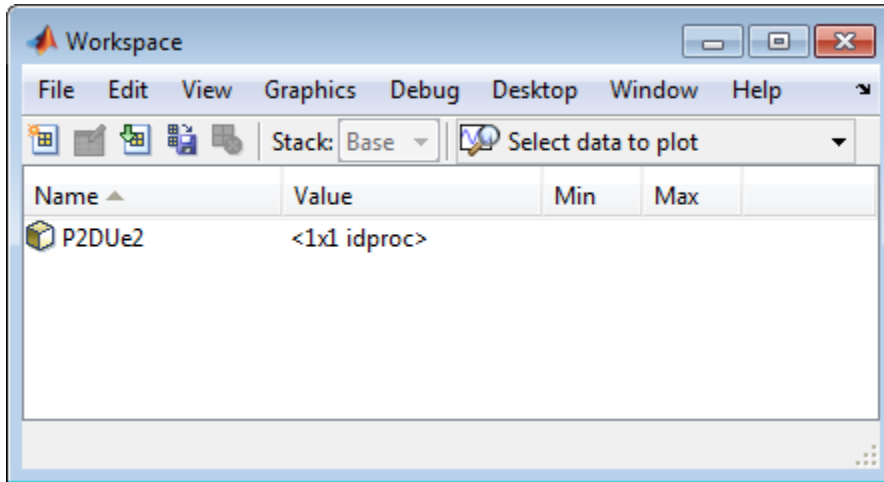 Workspace
File Edit View Graphics Debug Desktop Window Help
Stack: Base Select data to plot
Name Value Min Max
P2DUe2 <1x1 idproc>